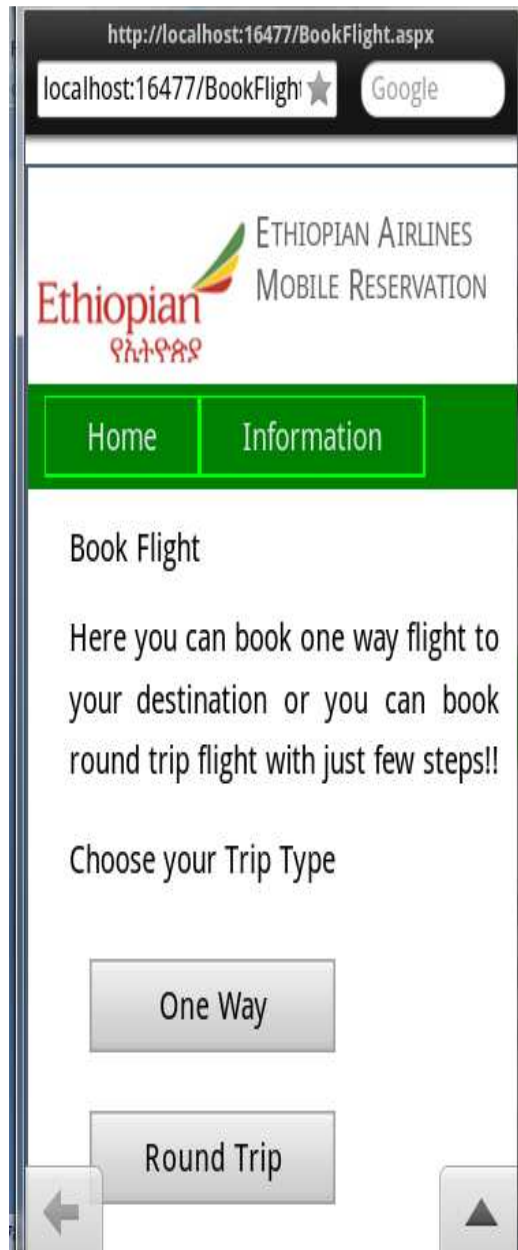 http://localhost:16477/BookFlight.aspx
localhost:16477/BookFligh
Google
ETHIOPIAN AIRLINES
MOBILE RESERVATION
Ethiopian
የኢትዮጵያ
Home
Information
Book Flight
Here you can book one way flight to
your destination or you can book
round trip flight with just few steps!!
Choose your Trip Type
One Way
Round Trip